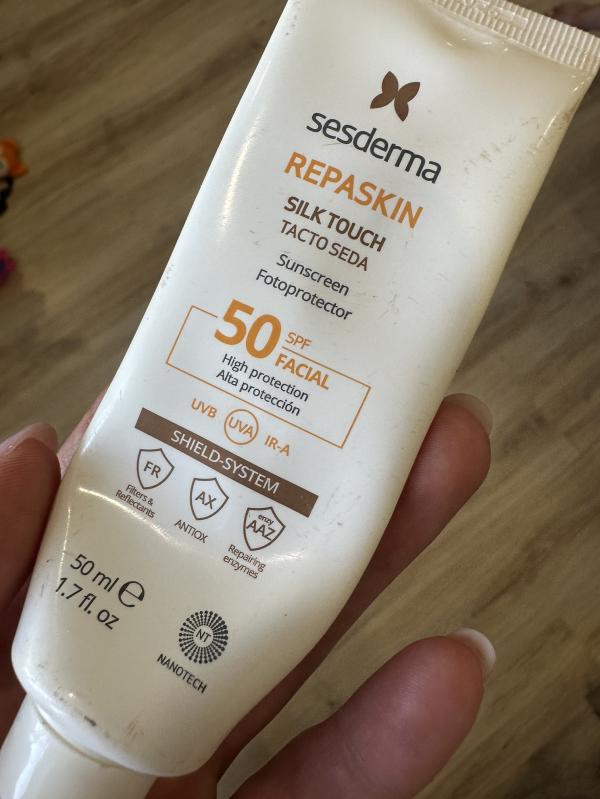 sesderma
REPASKIN
SILK TOUCH
TACTO SEDA
Sunscreen
Fotoprotector
50 SPF
FACIAL
High protection
Alta protección
UVB UVA IR-A
SHIELD-SYSTEM
FR
Filters &
Reflectants
AX
ANTIOX
enzy
AAZ
Repairing
enzymes
50 ml e
1.7 fl. oz
NT
NANOTECH